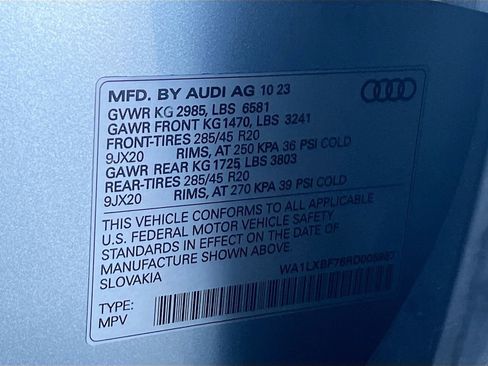 MFD. BY AUDI AG 10 23
GVWR KG 2985, LBS 6581
GAWR FRONT KG1470, LBS 3241
FRONT-TIRES 285/45 R20
9JX20 RIMS, AT 250 KPA 36 PSI COLD
GAWR REAR KG1725 LBS 3803
REAR-TIRES 285/45 R20
9JX20 RIMS, AT 270 KPA 39 PSI COLD
THIS VEHICLE CONFORMS TO ALL APPLICABLE
U.S. FEDERAL MOTOR VEHICLE SAFETY
STANDARDS IN EFFECT ON THE DATE OF
MANUFACTURE SHOWN ABOVE.
SLOVAKIA
TYPE:
MPV